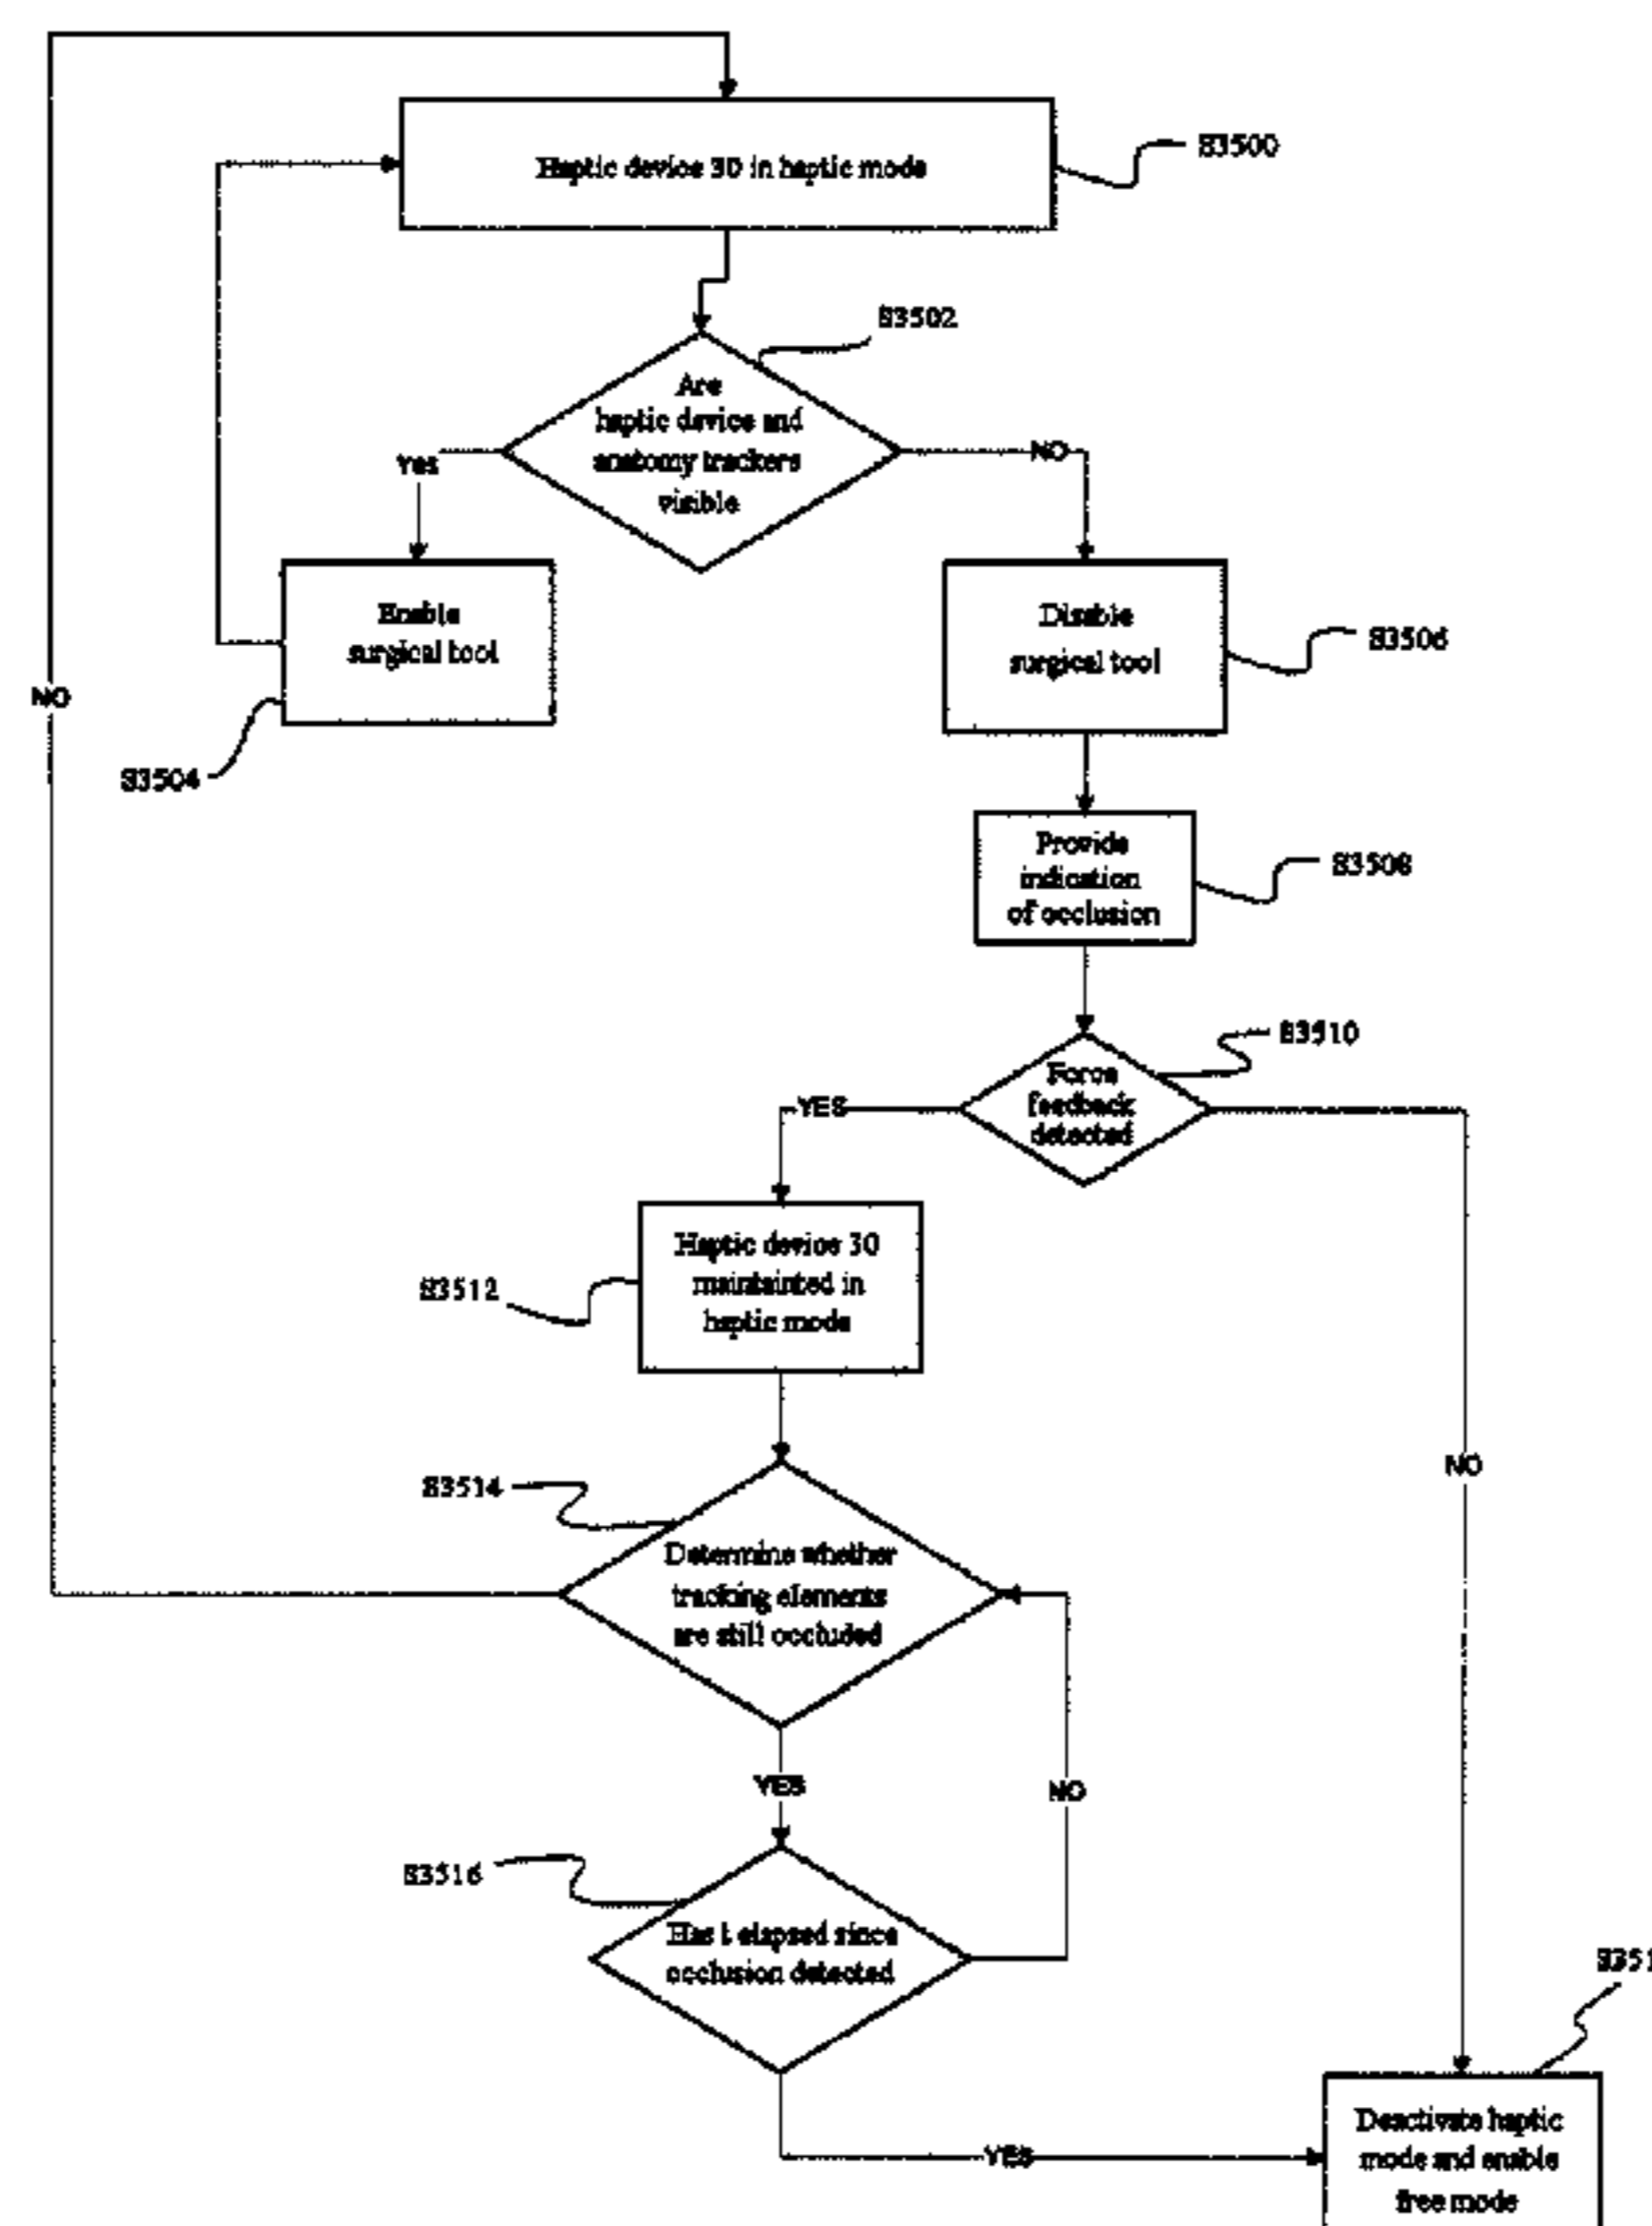 Haptic device 30 in haptic mode
S3500
S3502
Are
haptic device and
anatomy trackers
visible
Yes
NO
Enable
surgical tool
S3504
Disable
surgical tool
S3506
NO
Provide
indication
of occlusion
S3508
S3510
Force
feedback
detected
YES
Haptic device 30
maintainted in
haptic mode
S3512
NO
S3514
Determine whether
tracking elements
are still occluded
YES
NO
S3516
Has t elapsed since
occlusion detected
S351
YES
Deactivate haptic
mode and enable
free mode